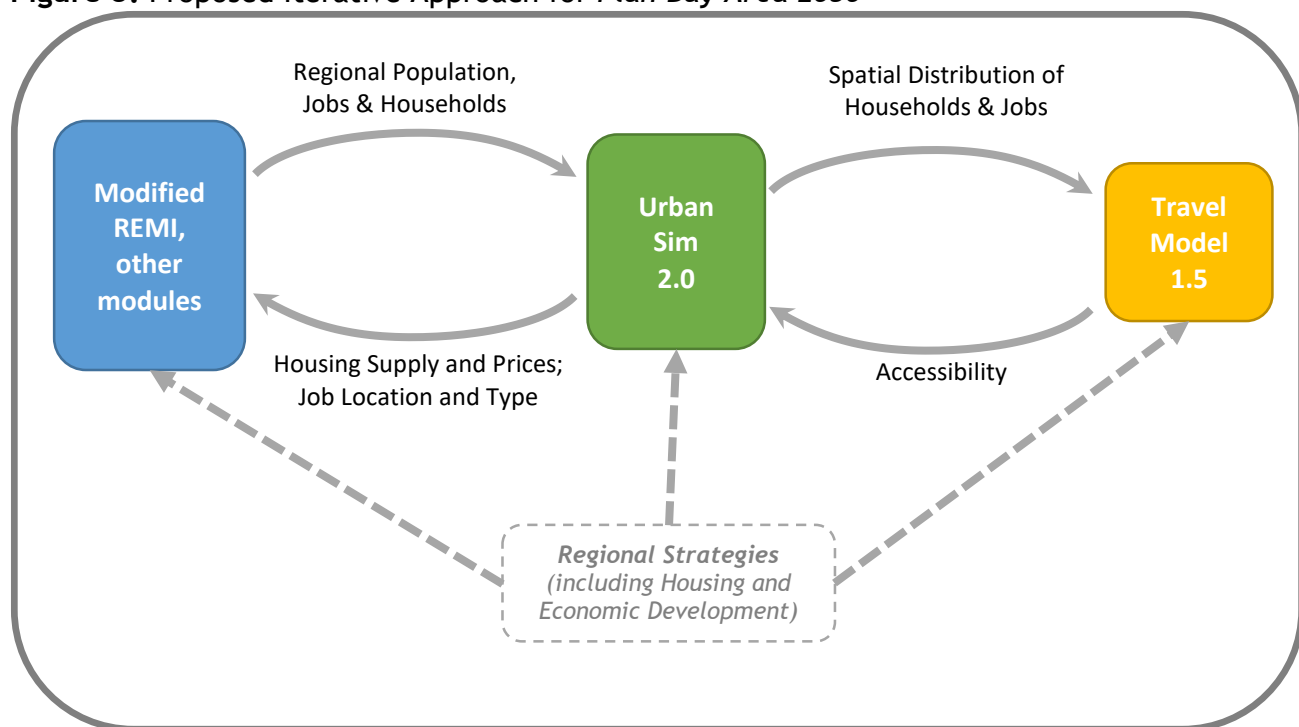 Regional Population,
Jobs & Households
Spatial Distribution of
Households & Jobs
Modified
REMI,
other
modules
Urban
Sim
2.0
Travel
Model
1.5
Housing Supply and Prices;
Job Location and Type
Accessibility
Regional Strategies
(including Housing and
Economic Development)